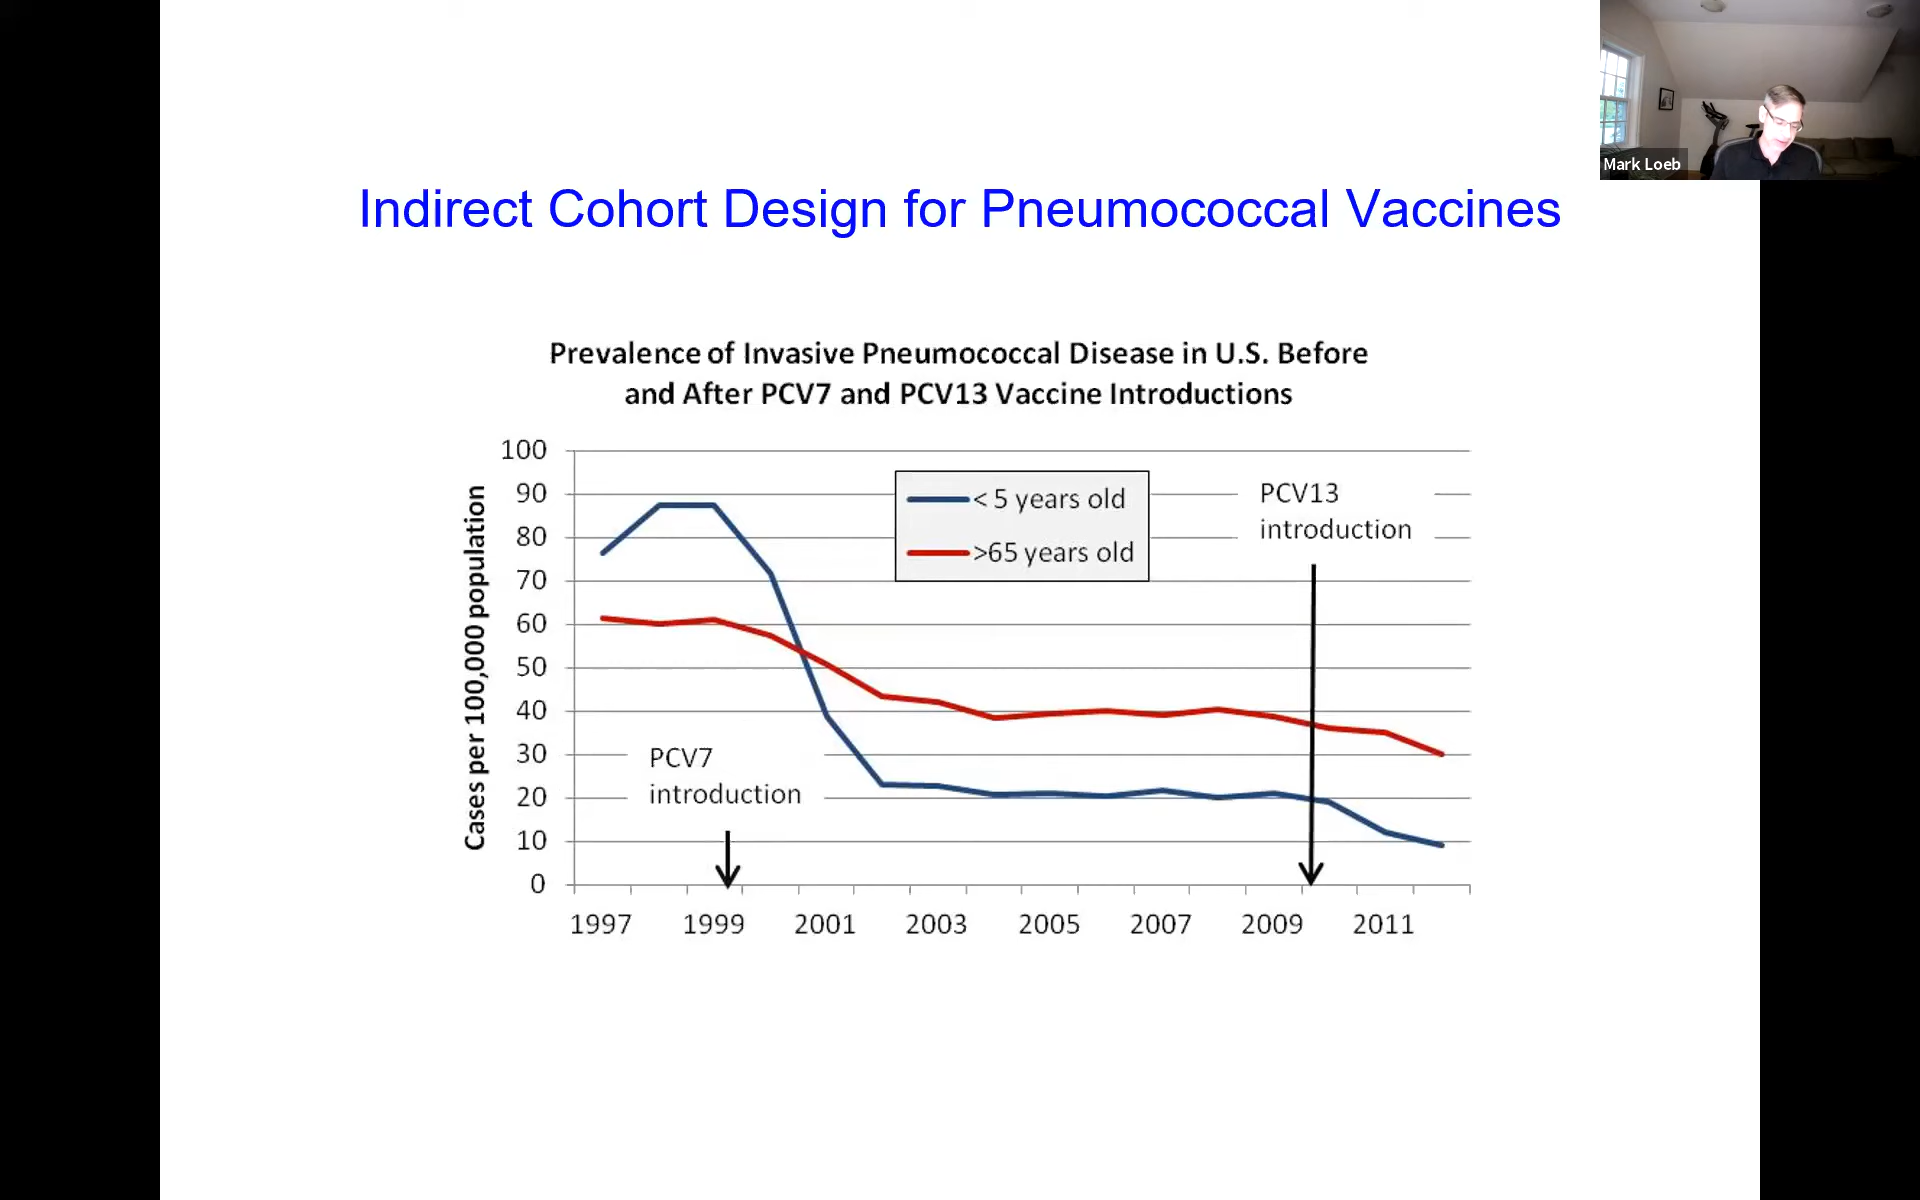 Mark Loeb
Indirect Cohort Design for Pneumococcal Vaccines
Prevalence of Invasive Pneumococcal Disease in U.S. Before
and After PCV7 and PCV13 Vaccine Introductions
Cases per 100,000 population
100
90
80
70
60
50
40
30
20
10
0
< 5 years old
>65 years old
PCV13
introduction
PCV7
introduction
1997 1999 2001 2003 2005 2007 2009 2011